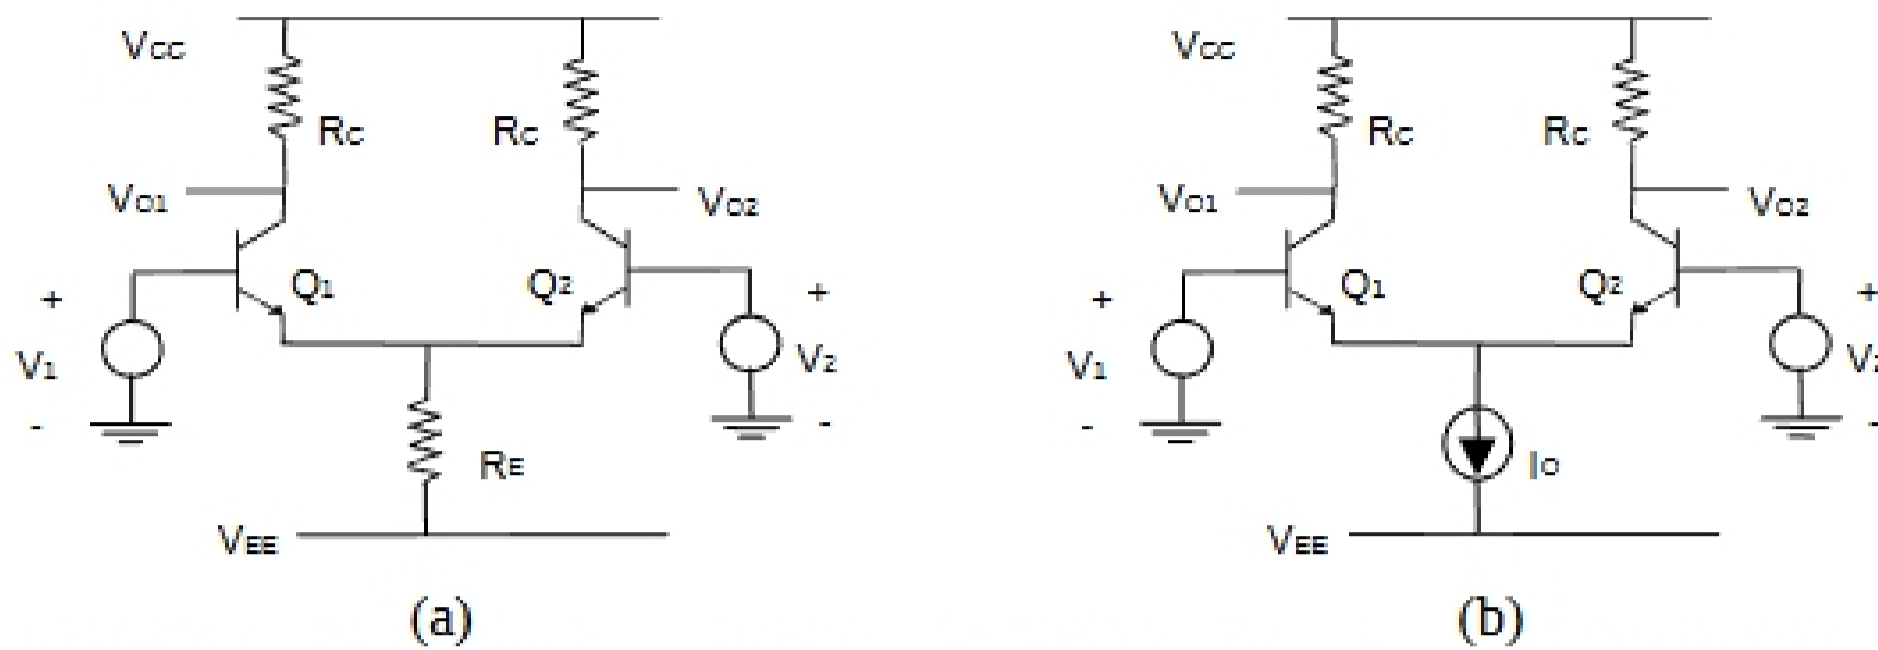 VCC
RC RC
VO1 VO2
Q1 Q2
+ +
V1 V2
- -
RE
VEE
(a)
VCC
RC RC
VO1 VO2
Q1 Q2
+ +
V1 V2
- -
IO
VEE
(b)